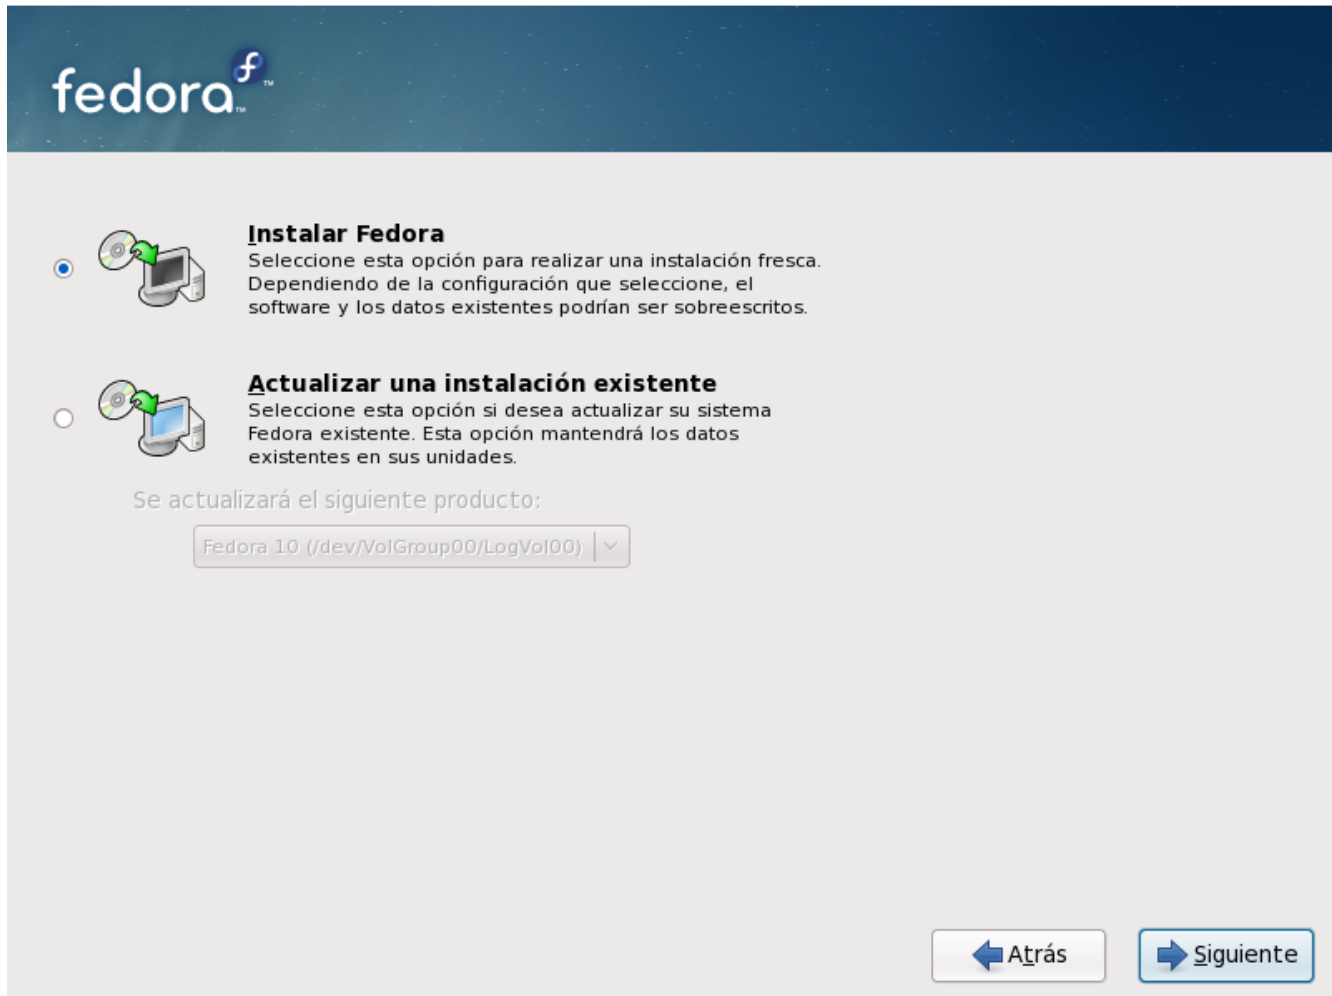 fedora
Instalar Fedora
Seleccione esta opción para realizar una instalación fresca.
Dependiendo de la configuración que seleccione, el
software y los datos existentes podrían ser sobreescritos.
Actualizar una instalación existente
Seleccione esta opción si desea actualizar su sistema
Fedora existente. Esta opción mantendrá los datos
existentes en sus unidades.
Se actualizará el siguiente producto:
Fedora 10 (/dev/VolGroup00/LogVol00)
Atrás
Siguiente